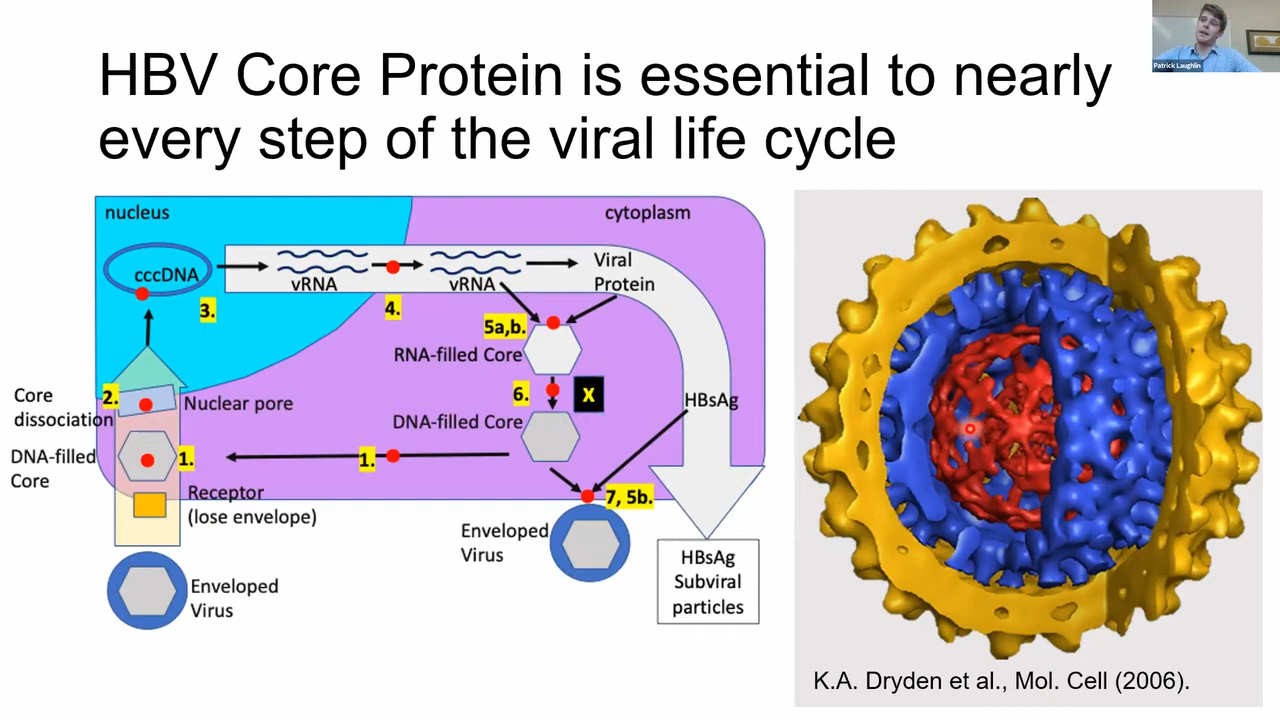 HBV Core Protein is essential to nearly
every step of the viral life cycle
Patrick Laughlin
nucleus
cytoplasm
cccDNA
vRNA
vRNA
Viral
Protein
3.
4.
5a,b.
RNA-filled Core
6.
X
2.
Core
dissociation
Nuclear pore
HBsAg
DNA-filled Core
DNA-filled
Core
1.
1.
Receptor
(lose envelope)
7, 5b.
Enveloped
Virus
HBsAg
Subviral
particles
Enveloped
Virus
K.A. Dryden et al., Mol. Cell (2006).